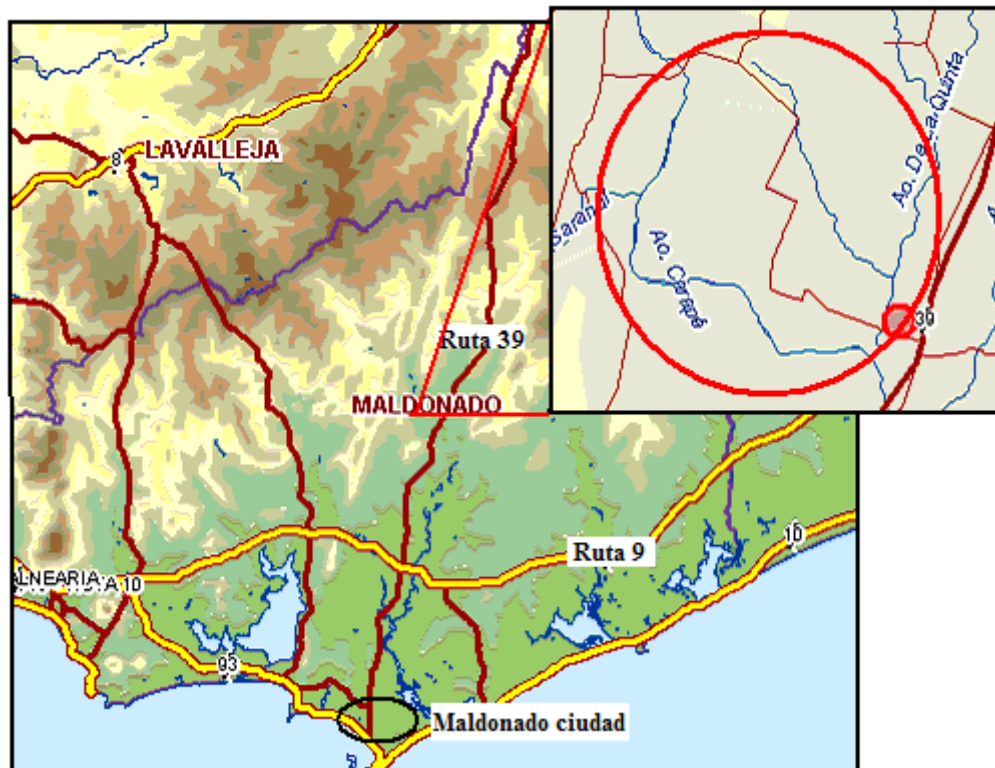 8
LAVALLEJA
Ruta 39
MALDONADO
Ruta 9
10
LNEARIA
A 10
93
Maldonado ciudad
Ao. De La Quinta
Ao. Carapé
39